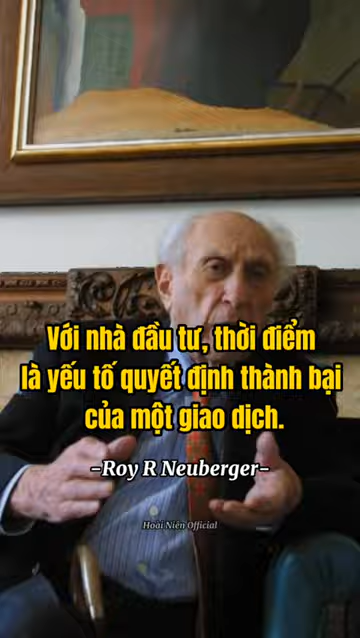 Với nhà đầu tư, thời điểm
là yếu tố quyết định thành bại
của một giao dịch.
-Roy R Neuberger-
Hoài Niên Official